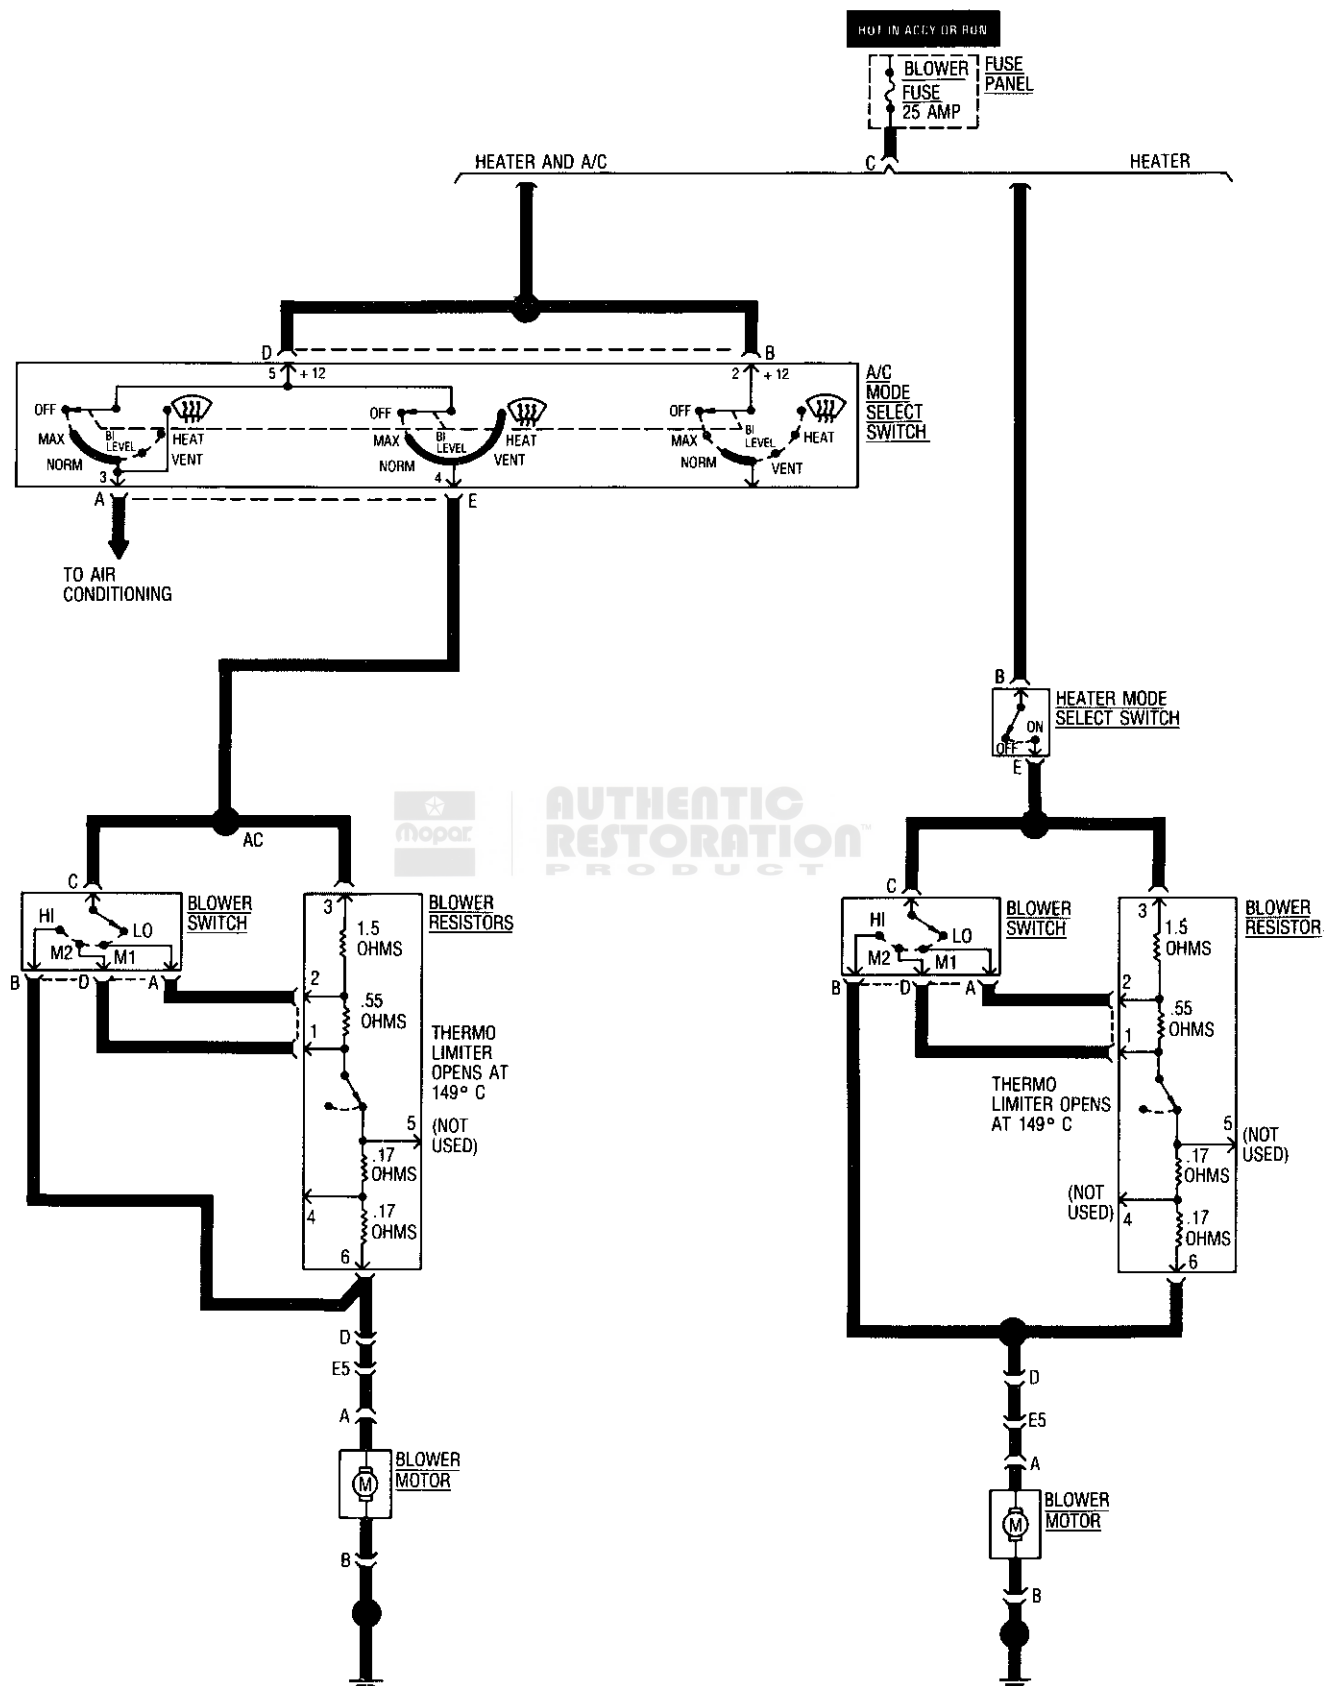 HOT IN ACCY OR RUN
BLOWER
FUSE
25 AMP
FUSE
PANEL
C
HEATER AND A/C
HEATER
D
B
5
+12
2
+12
A/C
MODE
SELECT
SWITCH
OFF
MAX
NORM
BI
LEVEL
HEAT
VENT
3
OFF
MAX
NORM
BI
LEVEL
HEAT
VENT
4
OFF
MAX
NORM
BI
LEVEL
HEAT
VENT
A
E
TO AIR
CONDITIONING
B
HEATER MODE
SELECT SWITCH
ON
OFF
E
Mopar
AUTHENTIC
RESTORATION™
PRODUCT
AC
C
BLOWER
SWITCH
HI
LO
M2
M1
B
D
A
3
BLOWER
RESISTORS
1.5
OHMS
2
.55
OHMS
1
THERMO
LIMITER
OPENS AT
149° C
5
(NOT
USED)
.17
OHMS
4
.17
OHMS
6
D
E5
A
BLOWER
MOTOR
M
B
C
BLOWER
SWITCH
HI
LO
M2
M1
B
D
A
3
BLOWER
RESISTOR
1.5
OHMS
2
.55
OHMS
1
THERMO
LIMITER OPENS
AT 149° C
5
(NOT
USED)
.17
OHMS
(NOT
USED)
4
.17
OHMS
6
D
E5
A
BLOWER
MOTOR
M
B